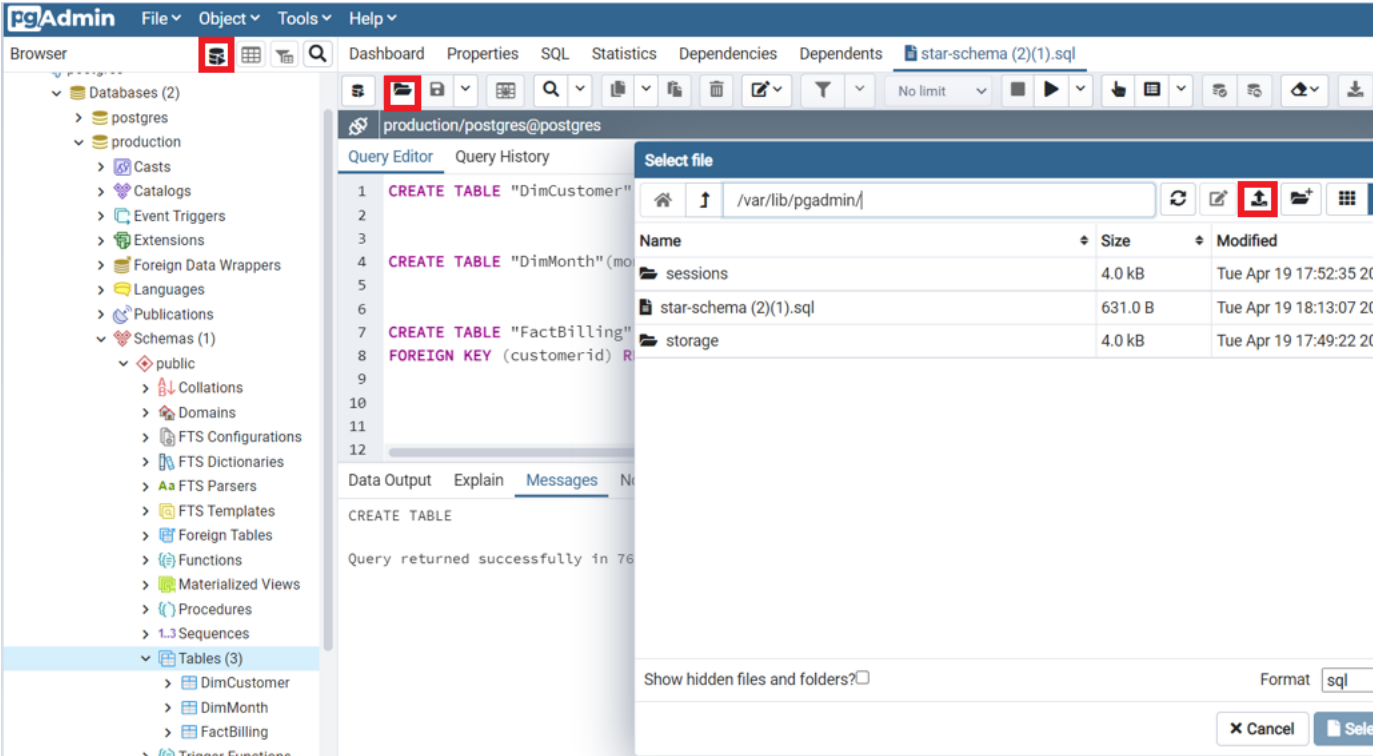 pgAdmin File Object Tools Help
Browser Dashboard Properties SQL Statistics Dependencies Dependents star-schema (2)(1).sql
Databases (2)
postgres
production
Casts
Catalogs
Event Triggers
Extensions
Foreign Data Wrappers
Languages
Publications
Schemas (1)
public
Collations
Domains
FTS Configurations
FTS Dictionaries
FTS Parsers
FTS Templates
Foreign Tables
Functions
Materialized Views
Procedures
1..3 Sequences
Tables (3)
DimCustomer
DimMonth
FactBilling
Trigger Functions
No limit
production/postgres@postgres
Query Editor Query History
1 CREATE TABLE "DimCustomer"
2
3
4 CREATE TABLE "DimMonth"(mo
5
6
7 CREATE TABLE "FactBilling"
8 FOREIGN KEY (customerid) R
9
10
11
12
Data Output Explain Messages
CREATE TABLE
Query returned successfully in 76
Select file
/var/lib/pgadmin/
Name Size Modified
sessions 4.0 kB Tue Apr 19 17:52:35 20
star-schema (2)(1).sql 631.0 B Tue Apr 19 18:13:07 20
storage 4.0 kB Tue Apr 19 17:49:22 20
Show hidden files and folders? Format sql
Cancel Sele